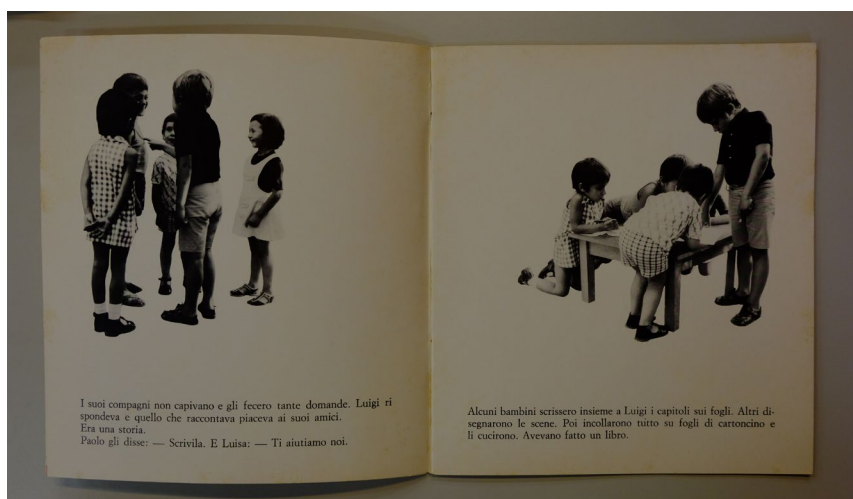 I suoi compagni non capivano e gli fecero tante domande. Luigi ri
spondeva e quello che raccontava piaceva ai suoi amici.
Era una storia.
Paolo gli disse: — Scrivila. E Luisa: — Ti aiutiamo noi.
Alcuni bambini scrissero insieme a Luigi i capitoli sui fogli. Altri di-
segnarono le scene. Poi incollarono tutto su fogli di cartoncino e
li cucirono. Avevano fatto un libro.